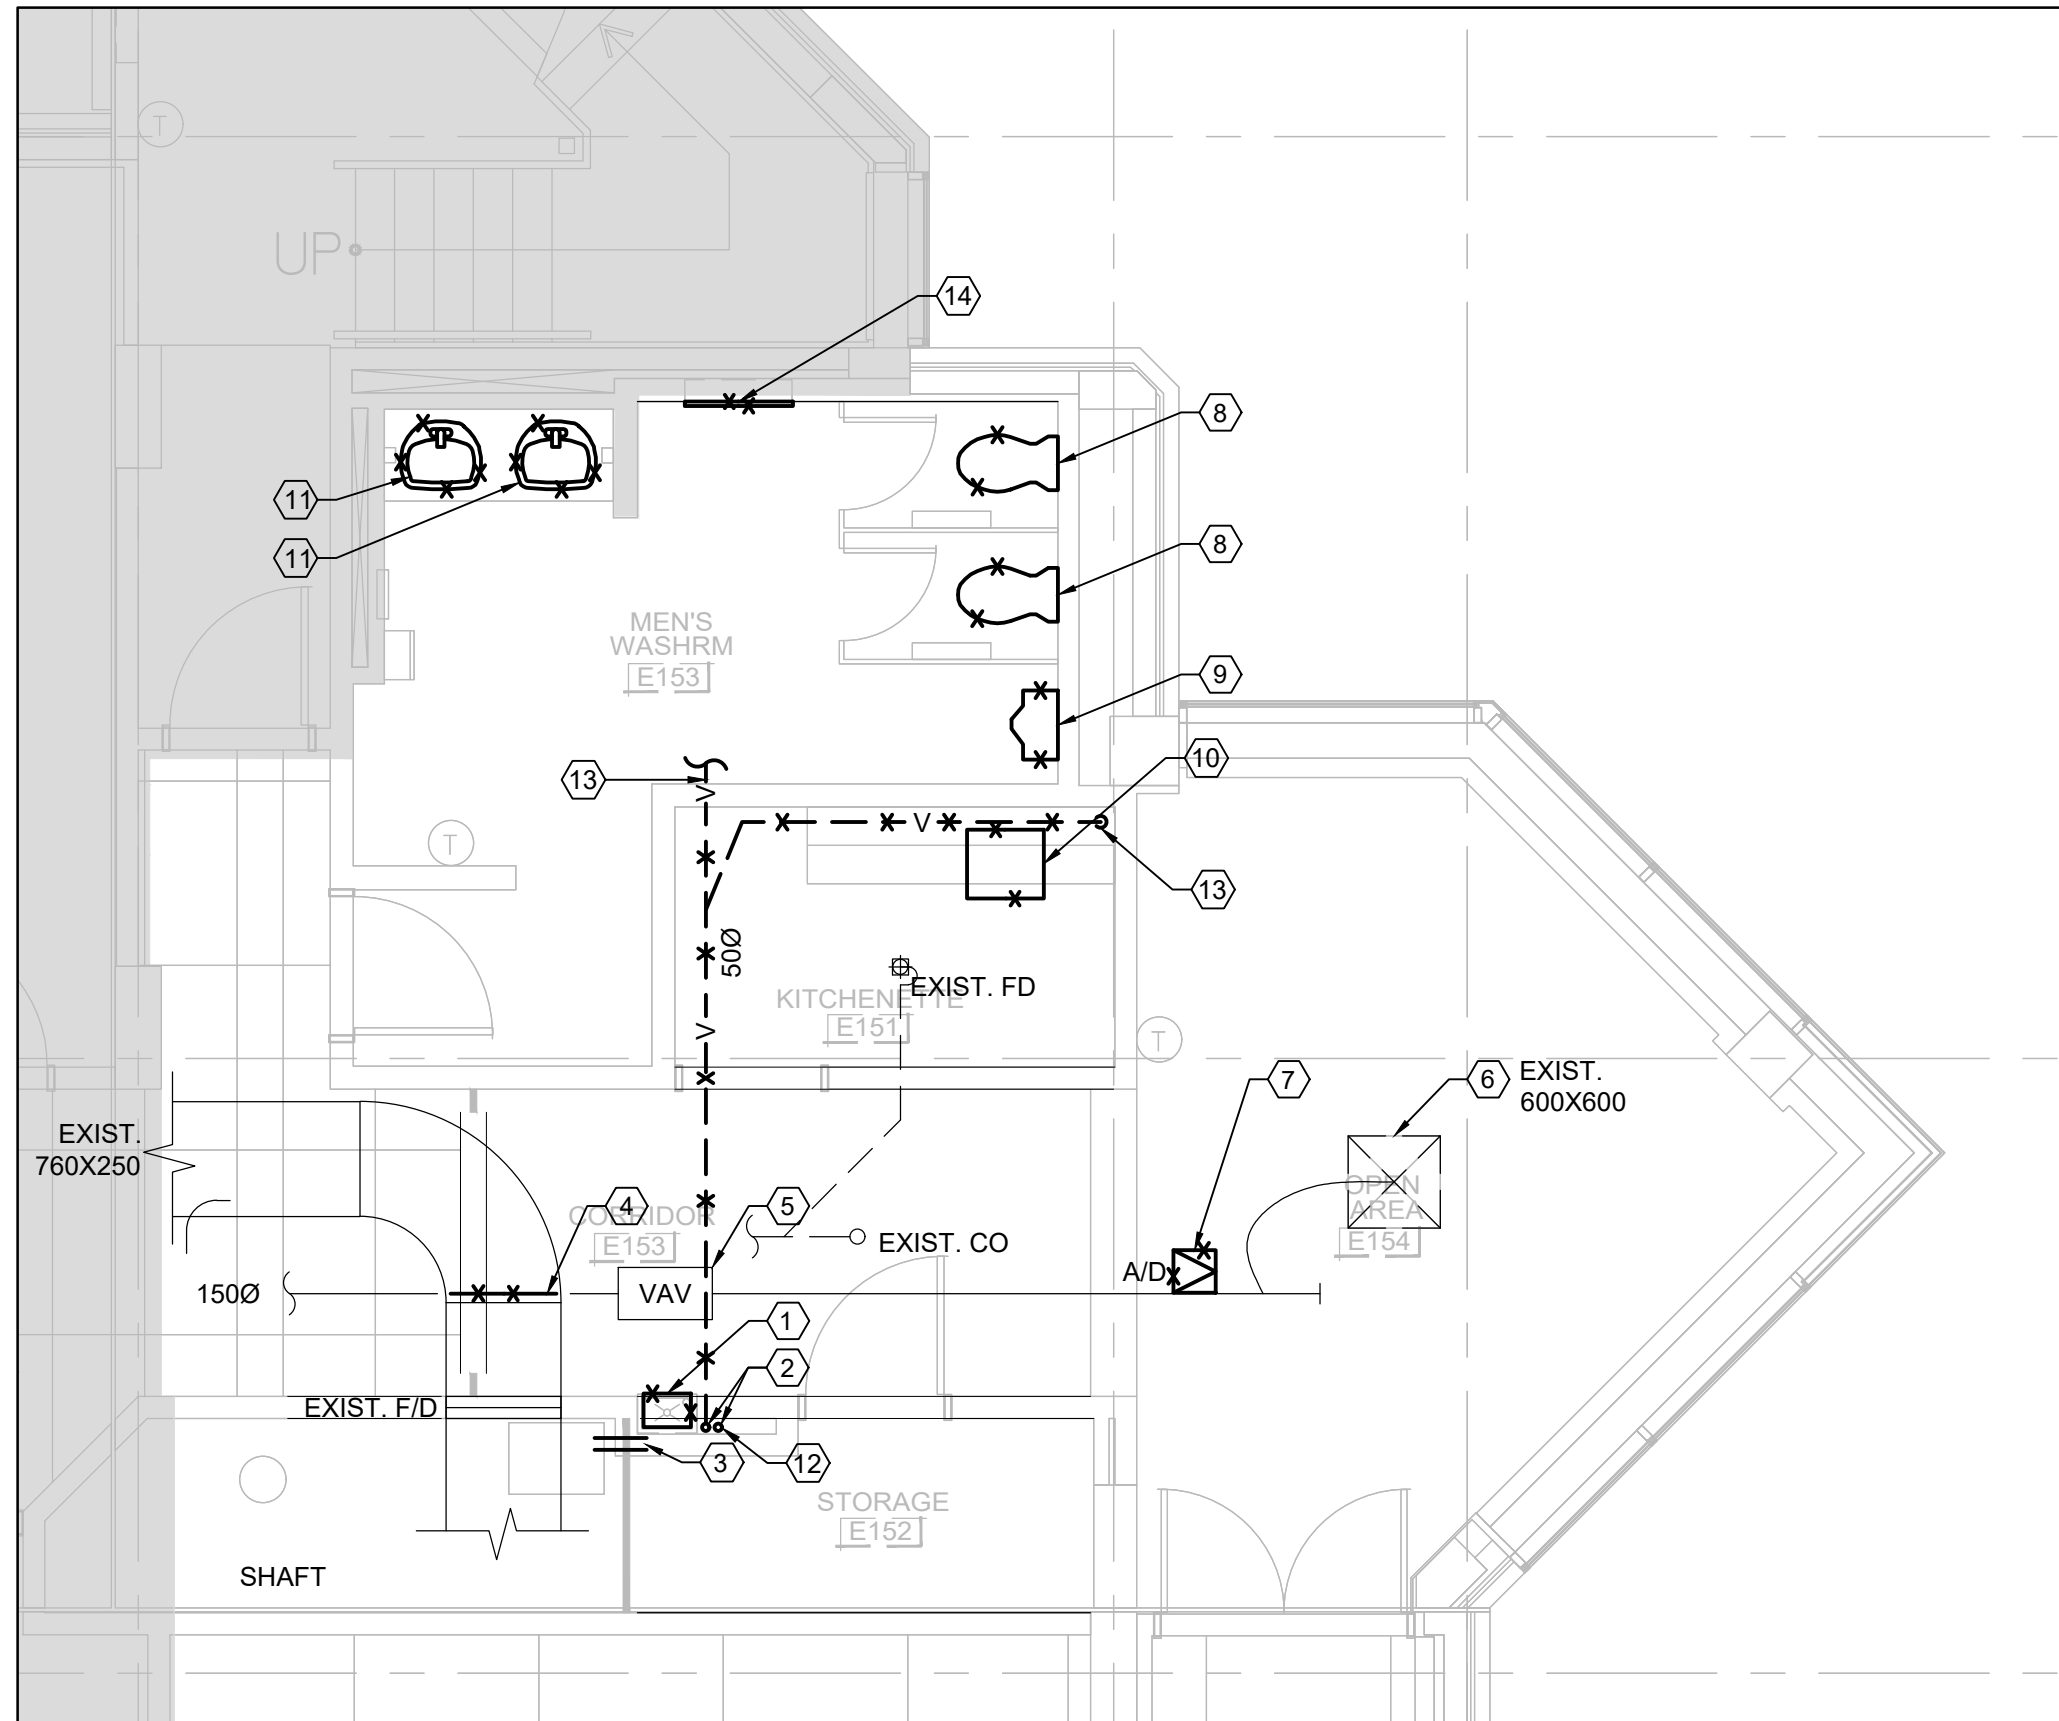 T
UP
14
8
11
11
8
MEN'S
WASHRM
E153
9
10
13
V
V
13
T
50Ø
EXIST. FD
KITCHENETTE
E151
V
T
7
6
EXIST.
600X600
EXIST.
760X250
4
5
CORRIDOR
E153
EXIST. CO
OPEN
AREA
E154
A/D
150Ø
VAV
1
2
EXIST. F/D
3
12
STORAGE
E152
SHAFT